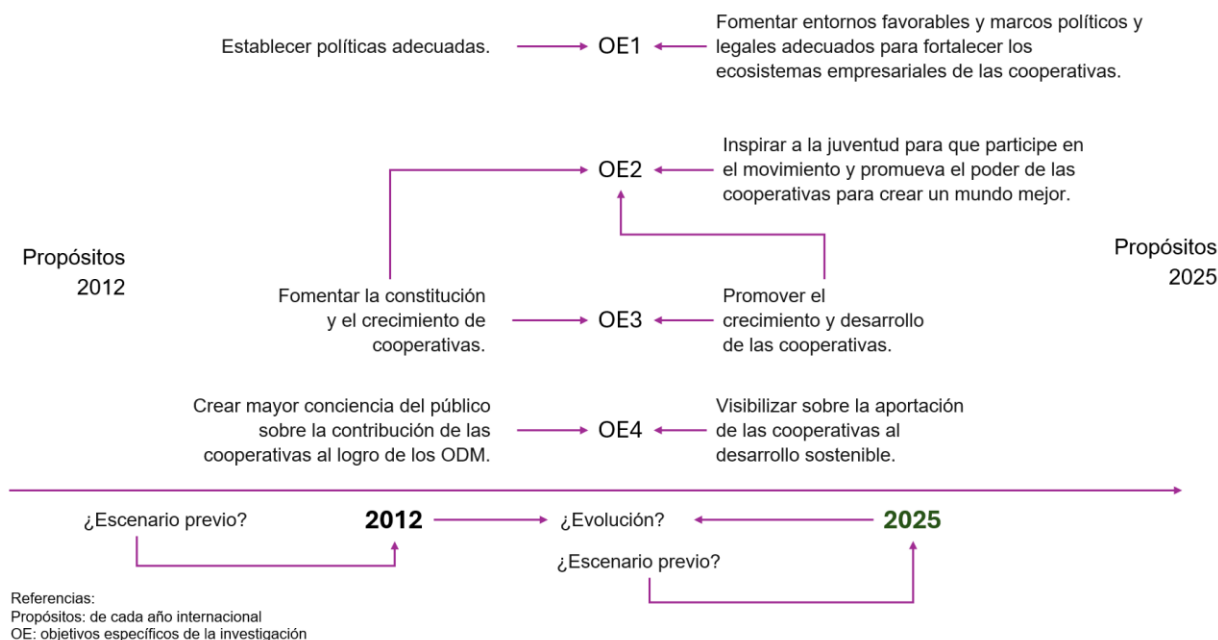 Establecer políticas adecuadas.
OE1
Fomentar entornos favorables y marcos políticos y
legales adecuados para fortalecer los
ecosistemas empresariales de las cooperativas.
OE2
Inspirar a la juventud para que participe en
el movimiento y promueva el poder de las
cooperativas para crear un mundo mejor.
Propósitos
2012
Propósitos
2025
Fomentar la constitución
y el crecimiento de
cooperativas.
OE3
Promover el
crecimiento y desarrollo
de las cooperativas.
Crear mayor conciencia del público
sobre la contribución de las
cooperativas al logro de los ODM.
OE4
Visibilizar sobre la aportación
de las cooperativas al
desarrollo sostenible.
¿Escenario previo?
2012
¿Evolución?
2025
¿Escenario previo?
Referencias:
Propósitos: de cada año internacional
OE: objetivos específicos de la investigación